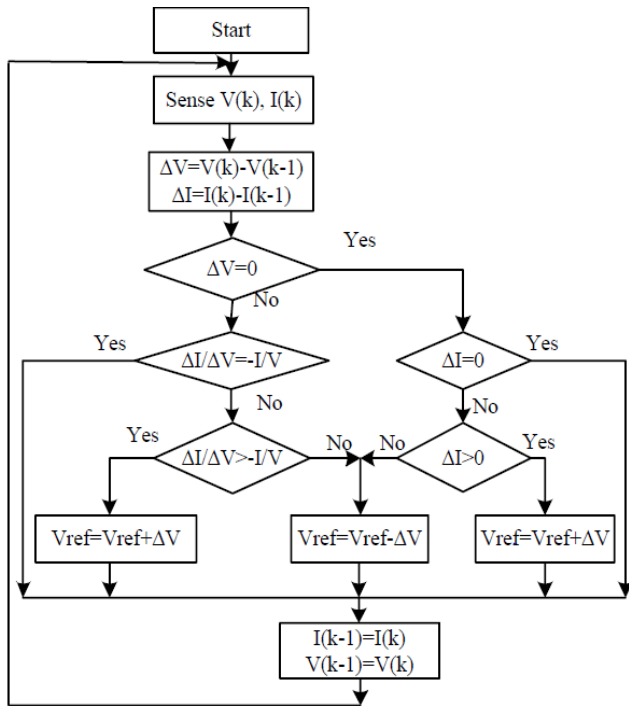 Start
Sense V(k), I(k)
ΔV=V(k)-V(k-1)
ΔI=I(k)-I(k-1)
Yes
ΔV=0
No
Yes
ΔI/ΔV=-I/V
ΔI=0
Yes
No
No
Yes
ΔI/ΔV>-I/V
No
No
ΔI>0
Yes
Vref=Vref+ΔV
Vref=Vref-ΔV
Vref=Vref+ΔV
I(k-1)=I(k)
V(k-1)=V(k)